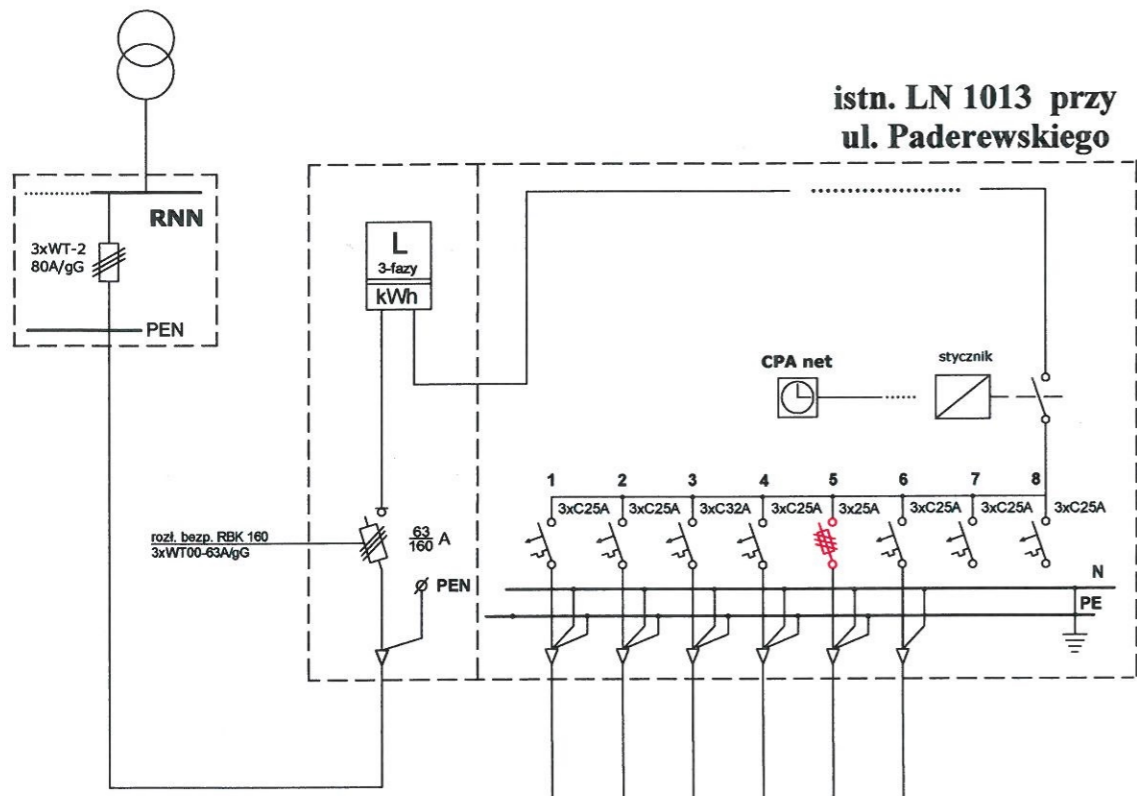 istn. LN 1013 przy
ul. Paderewskiego
RNN
3xWT-2
80A/gG
PEN
L
3-fazy
kWh
CPA net
stycznik
1 2 3 4 5 6 7 8
3xC25A 3xC25A 3xC32A 3xC25A 3x25A 3xC25A 3xC25A 3xC25A
rozł. bezp. RBK 160
3xWT00-63A/gG
63
160 A
PEN
N
PE